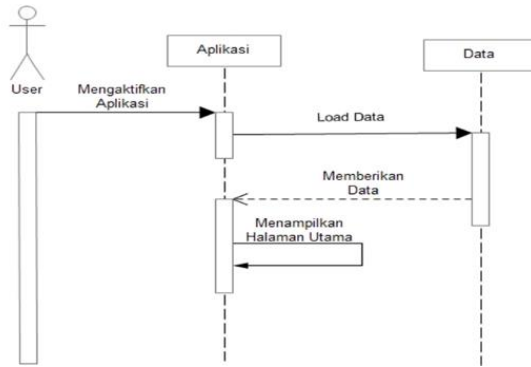 Aplikasi
Data
User
Mengaktifkan
Aplikasi
Load Data
Memberikan
Data
Menampilkan
Halaman Utama